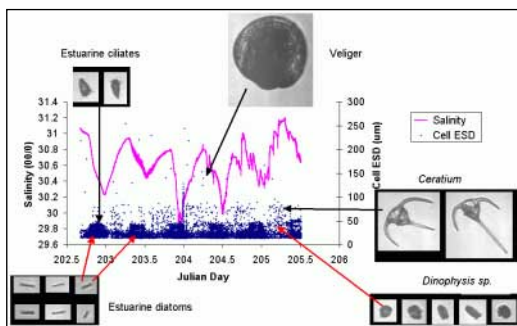 Estuarine ciliates
Veliger
31.4
31.2
31
30.8
30.6
30.4
30.2
30
29.8
29.6
Salinity (00/0)
300
250
200
150
100
50
0
Cell ESD (um)
Salinity
Cell ESD
202.5 203 203.5 204 204.5 205 205.5
Julian Day
Ceratium
Estuarine diatoms
Dinophysis sp.